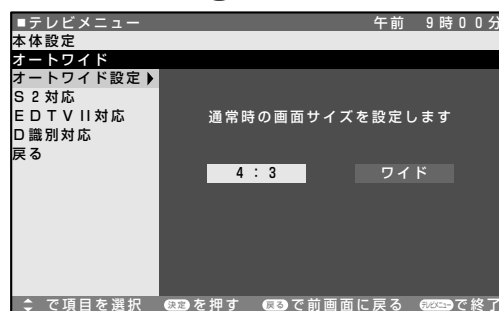 ■テレビメニュー 午前 9時00分
本体設定
オートワイド
オートワイド設定▶
S2対応
EDTVII対応
D識別対応
戻る
通常時の画面サイズを設定します
4:3 ワイド
で項目を選択 決定 を押す 戻る で前画面に戻る テレビメニュー で終了